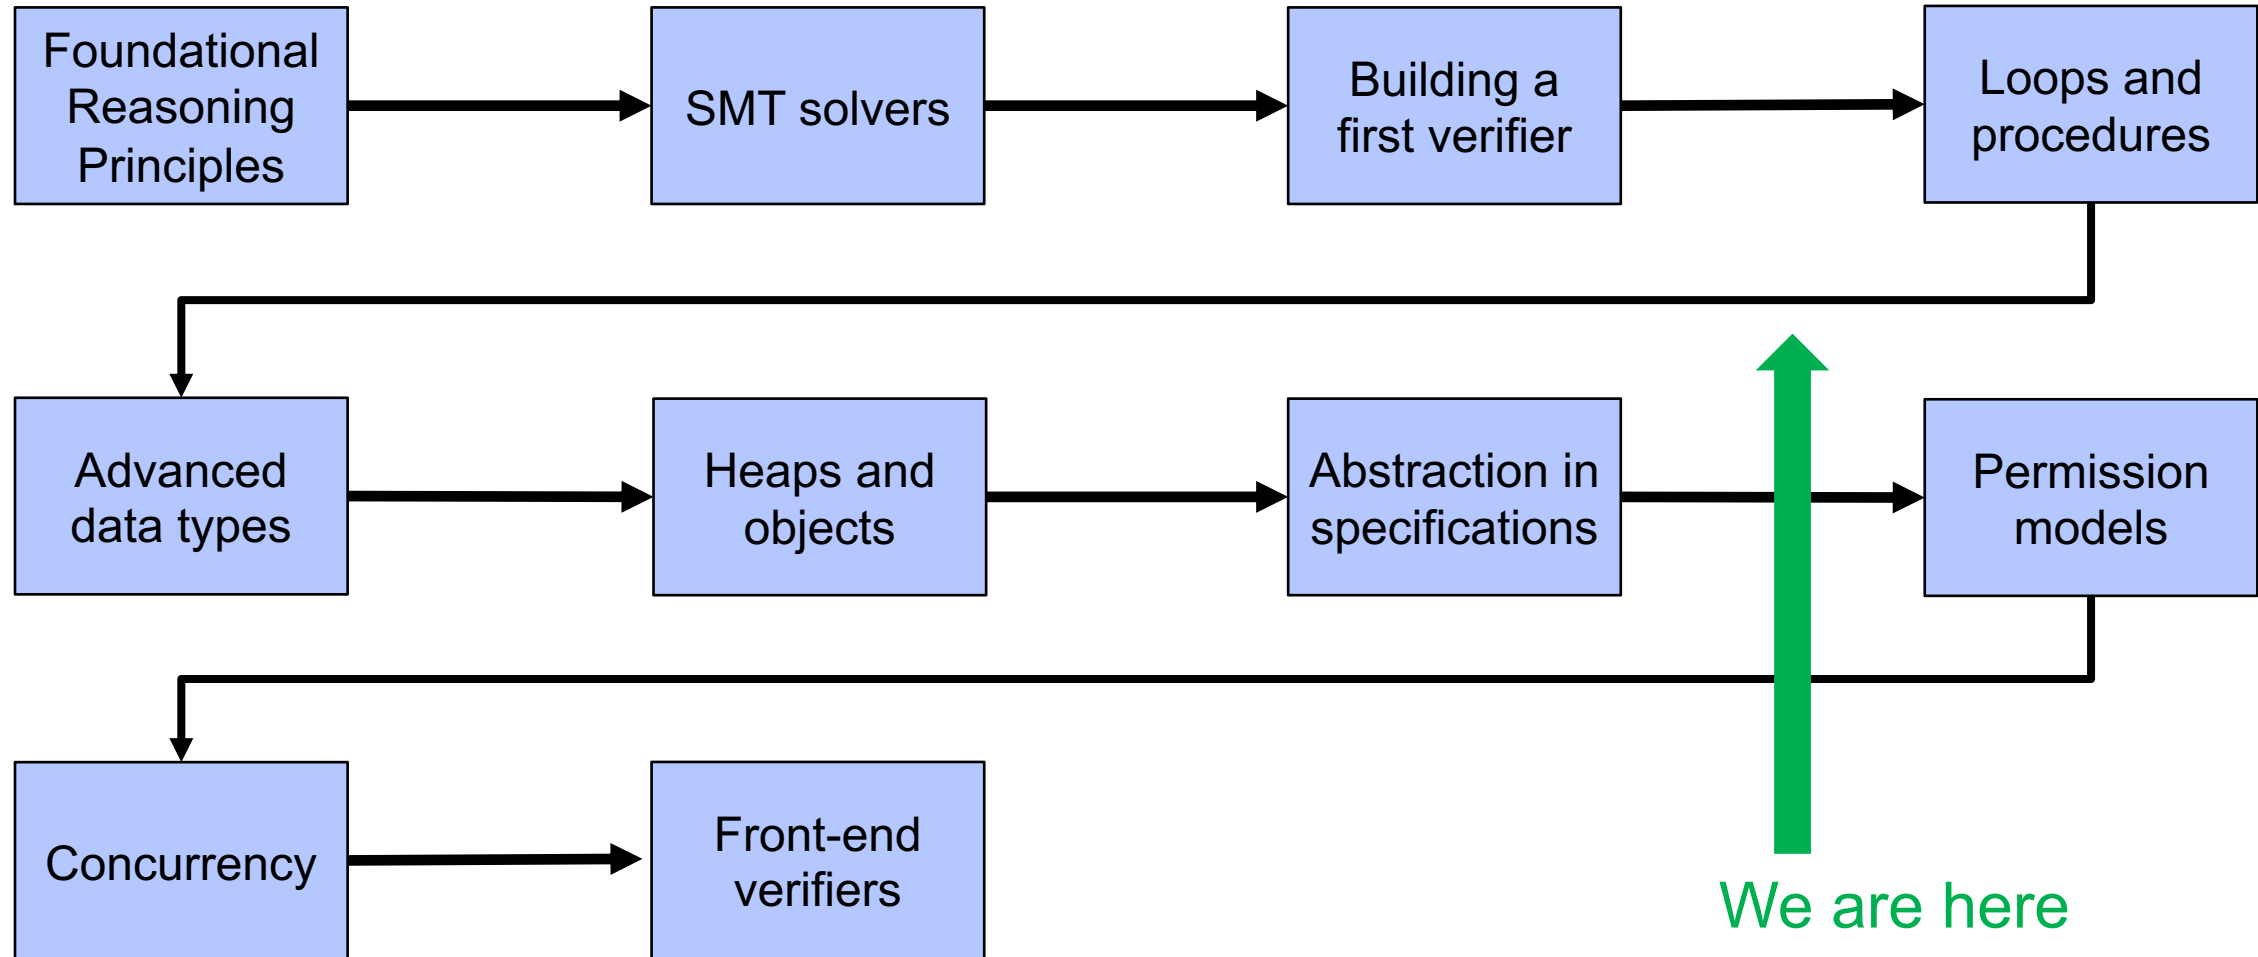 Foundational
Reasoning
Principles
SMT solvers
Building a
first verifier
Loops and
procedures
Advanced
data types
Heaps and
objects
Abstraction in
specifications
Permission
models
Concurrency
Front-end
verifiers
We are here